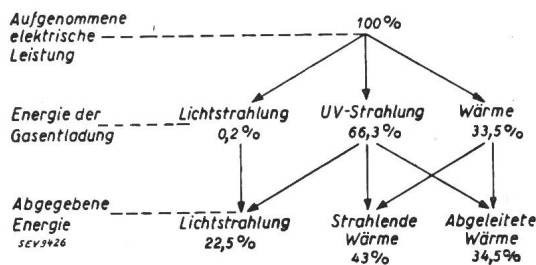 Aufgenommene
elektrische
Leistung
100%
Energie der
Gasentladung
Lichtstrahlung
0,2%
UV-Strahlung
66,3%
Wärme
33,5%
Abgegebene
Energie
SEV9426
Lichtstrahlung
22,5%
Strahlende
Wärme
43%
Abgeleitete
Wärme
34,5%